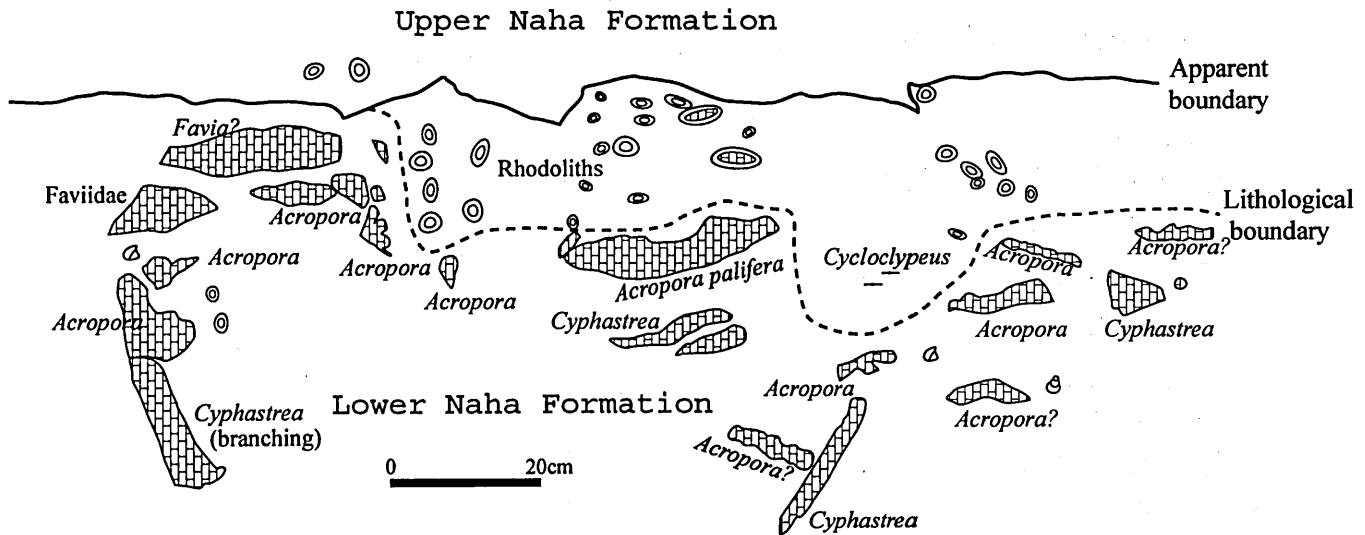 Upper Naha Formation
Apparent
boundary
Favia?
Rhodoliths
Faviidae
Acropora
Lithological
boundary
Acropora
Acropora
Acropora
Acropora palifera
Cycloclypeus
Acropora
Acropora?
Acropora
Cyphastrea
Acropora
Cyphastrea
Acropora
Cyphastrea
(branching)
Lower Naha Formation
Acropora?
Acropora?
0 20cm
Cyphastrea